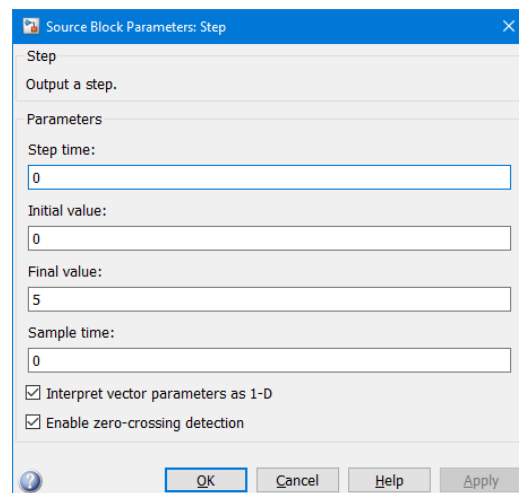 Source Block Parameters: Step
Step
Output a step.
Parameters
Step time:
0
Initial value:
0
Final value:
5
Sample time:
0
Interpret vector parameters as 1-D
Enable zero-crossing detection
OK Cancel Help Apply